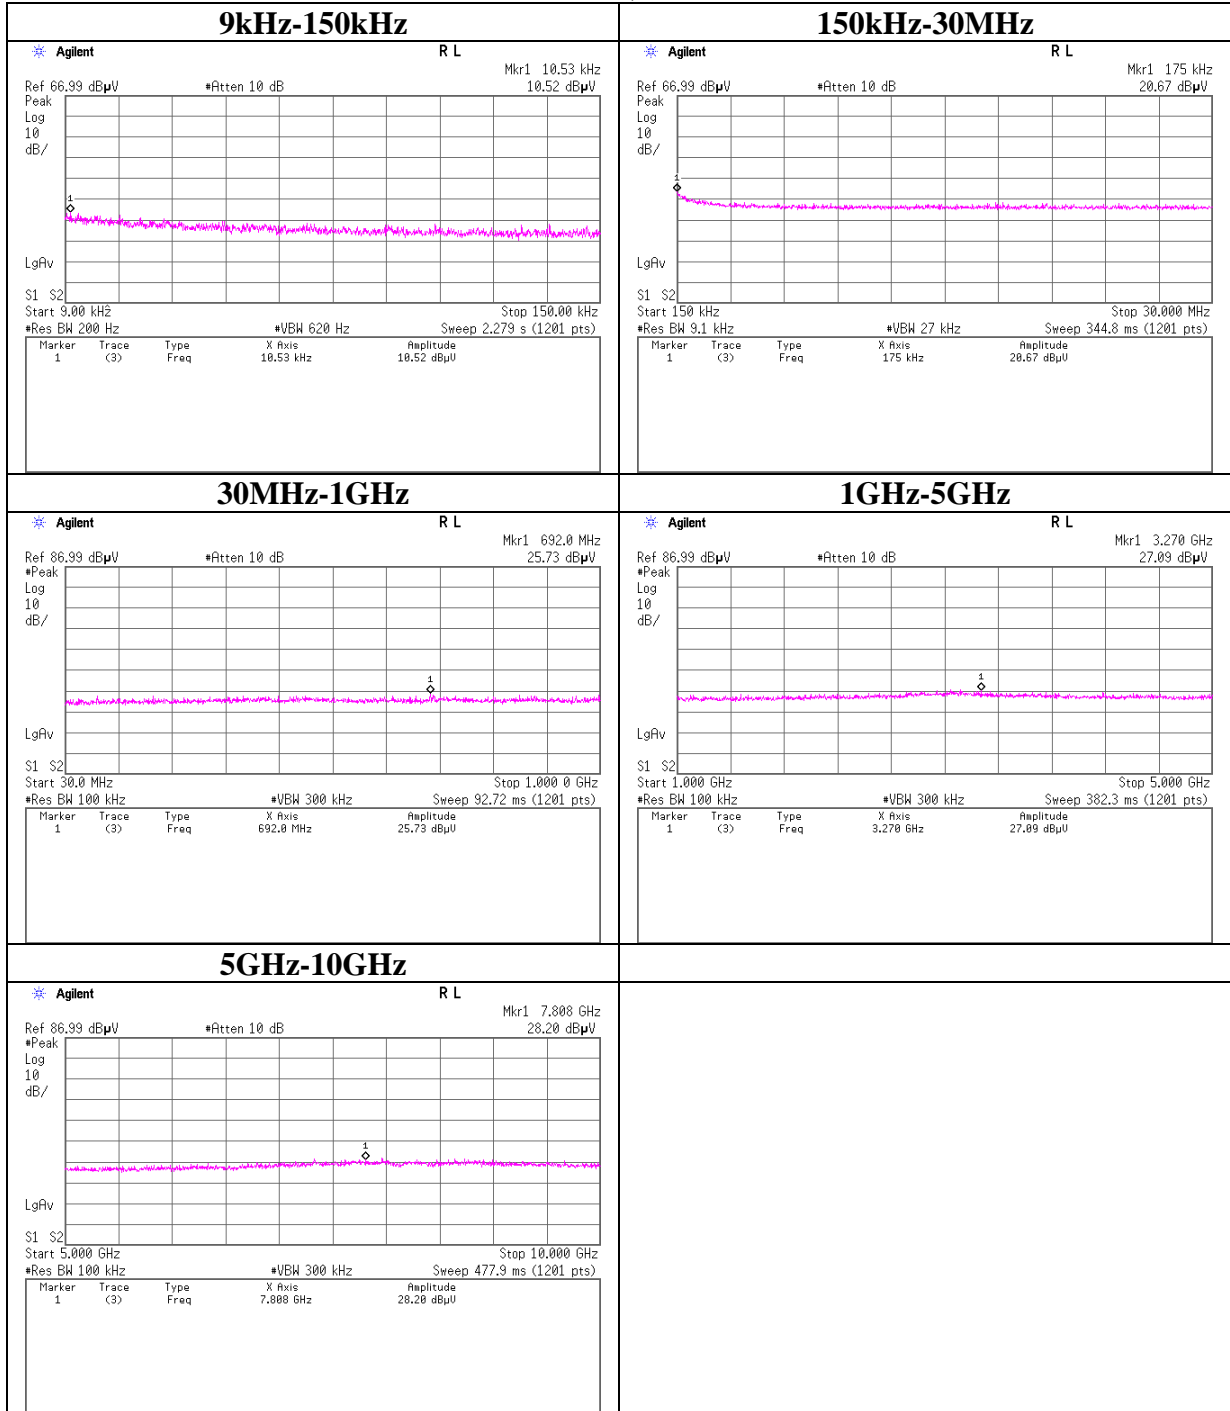 9kHz-150kHz
Agilent R L
Mkr1 10.53 kHz
Ref 66.99 dBµV #Atten 10 dB 10.52 dBµV
Peak
Log
10
dB/
1
LgAv
S1 S2
Start 9.00 kHz Stop 150.00 kHz
#Res BW 200 Hz #VBW 620 Hz Sweep 2.279 s (1201 pts)
Marker Trace Type X Axis Amplitude
1 (3) Freq 10.53 kHz 10.52 dBµV
150kHz-30MHz
Agilent R L
Mkr1 175 kHz
Ref 66.99 dBµV #Atten 10 dB 20.67 dBµV
Peak
Log
10
dB/
1
LgAv
S1 S2
Start 150 kHz Stop 30.000 MHz
#Res BW 9.1 kHz #VBW 27 kHz Sweep 344.8 ms (1201 pts)
Marker Trace Type X Axis Amplitude
1 (3) Freq 175 kHz 20.67 dBµV
30MHz-1GHz
Agilent R L
Mkr1 692.0 MHz
Ref 86.99 dBµV #Atten 10 dB 25.73 dBµV
#Peak
Log
10
dB/
1
LgAv
S1 S2
Start 30.0 MHz Stop 1.000 0 GHz
#Res BW 100 kHz #VBW 300 kHz Sweep 92.72 ms (1201 pts)
Marker Trace Type X Axis Amplitude
1 (3) Freq 692.0 MHz 25.73 dBµV
1GHz-5GHz
Agilent R L
Mkr1 3.270 GHz
Ref 86.99 dBµV #Atten 10 dB 27.09 dBµV
#Peak
Log
10
dB/
1
LgAv
S1 S2
Start 1.000 GHz Stop 5.000 GHz
#Res BW 100 kHz #VBW 300 kHz Sweep 382.3 ms (1201 pts)
Marker Trace Type X Axis Amplitude
1 (3) Freq 3.270 GHz 27.09 dBµV
5GHz-10GHz
Agilent R L
Mkr1 7.808 GHz
Ref 86.99 dBµV #Atten 10 dB 28.20 dBµV
#Peak
Log
10
dB/
1
LgAv
S1 S2
Start 5.000 GHz Stop 10.000 GHz
#Res BW 100 kHz #VBW 300 kHz Sweep 477.9 ms (1201 pts)
Marker Trace Type X Axis Amplitude
1 (3) Freq 7.808 GHz 28.20 dBµV